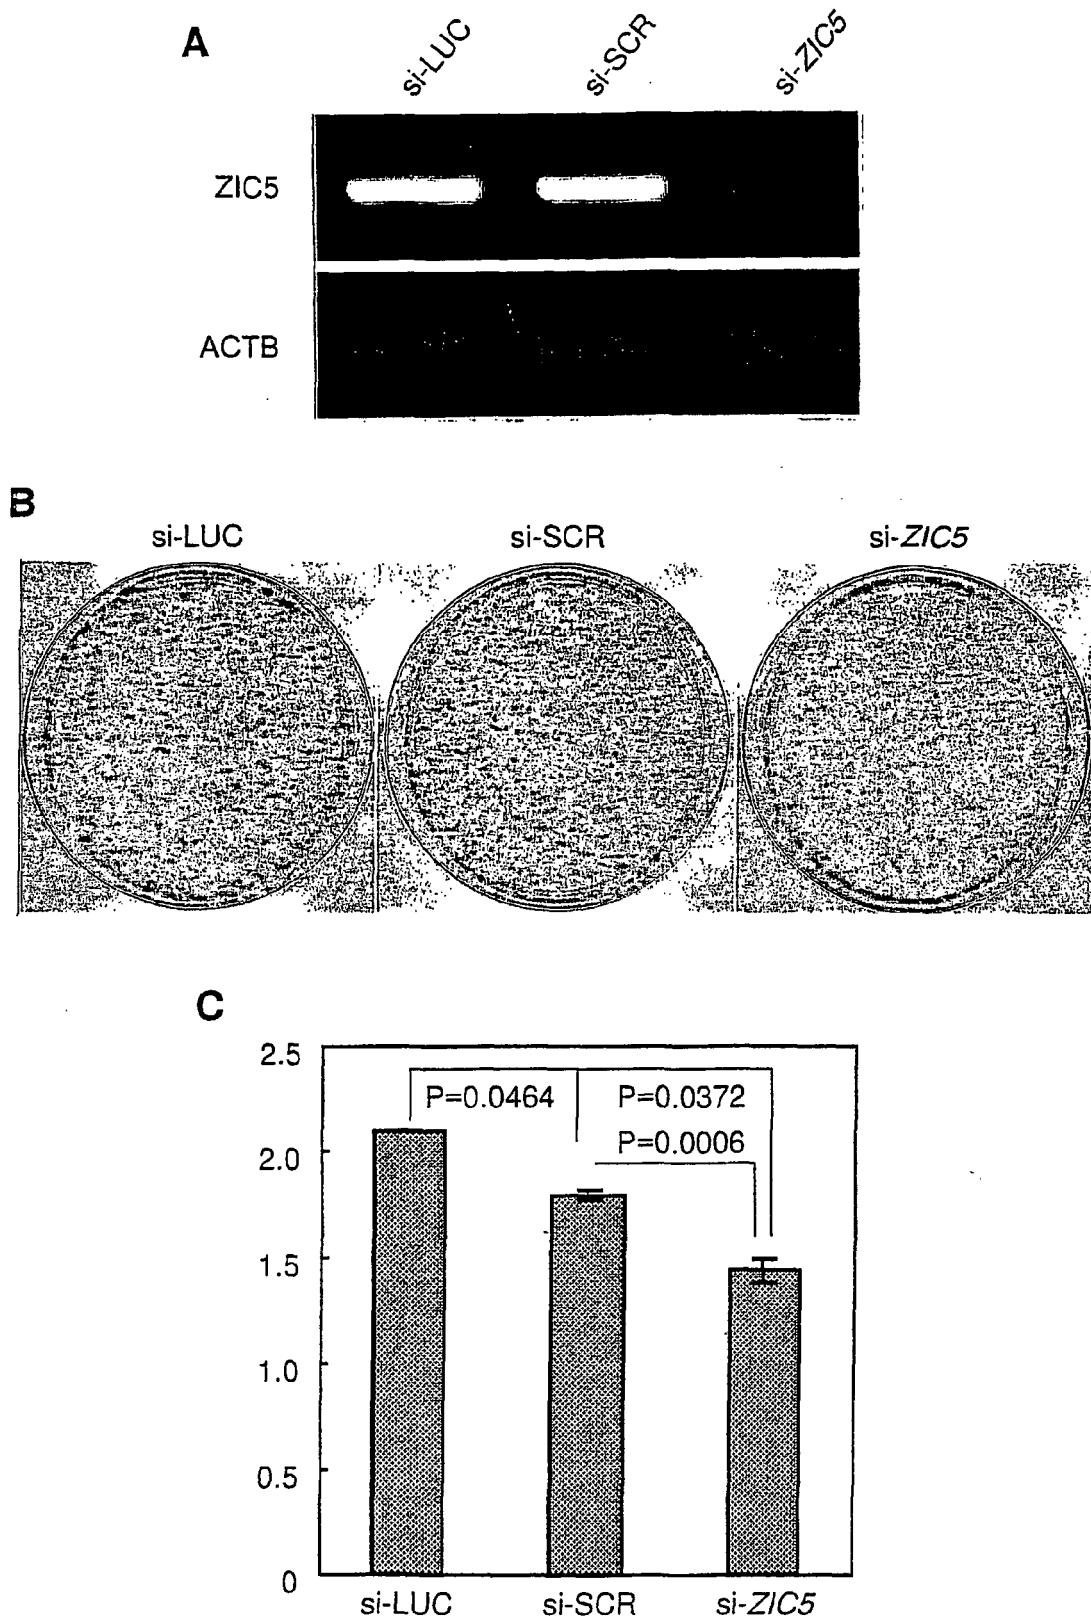 A
si-LUC si-SCR si-ZIC5
ZIC5
ACTB
B
si-LUC si-SCR si-ZIC5
C
2.5
P=0.0464 P=0.0372
P=0.0006
2.0
1.5
1.0
0.5
0
si-LUC si-SCR si-ZIC5